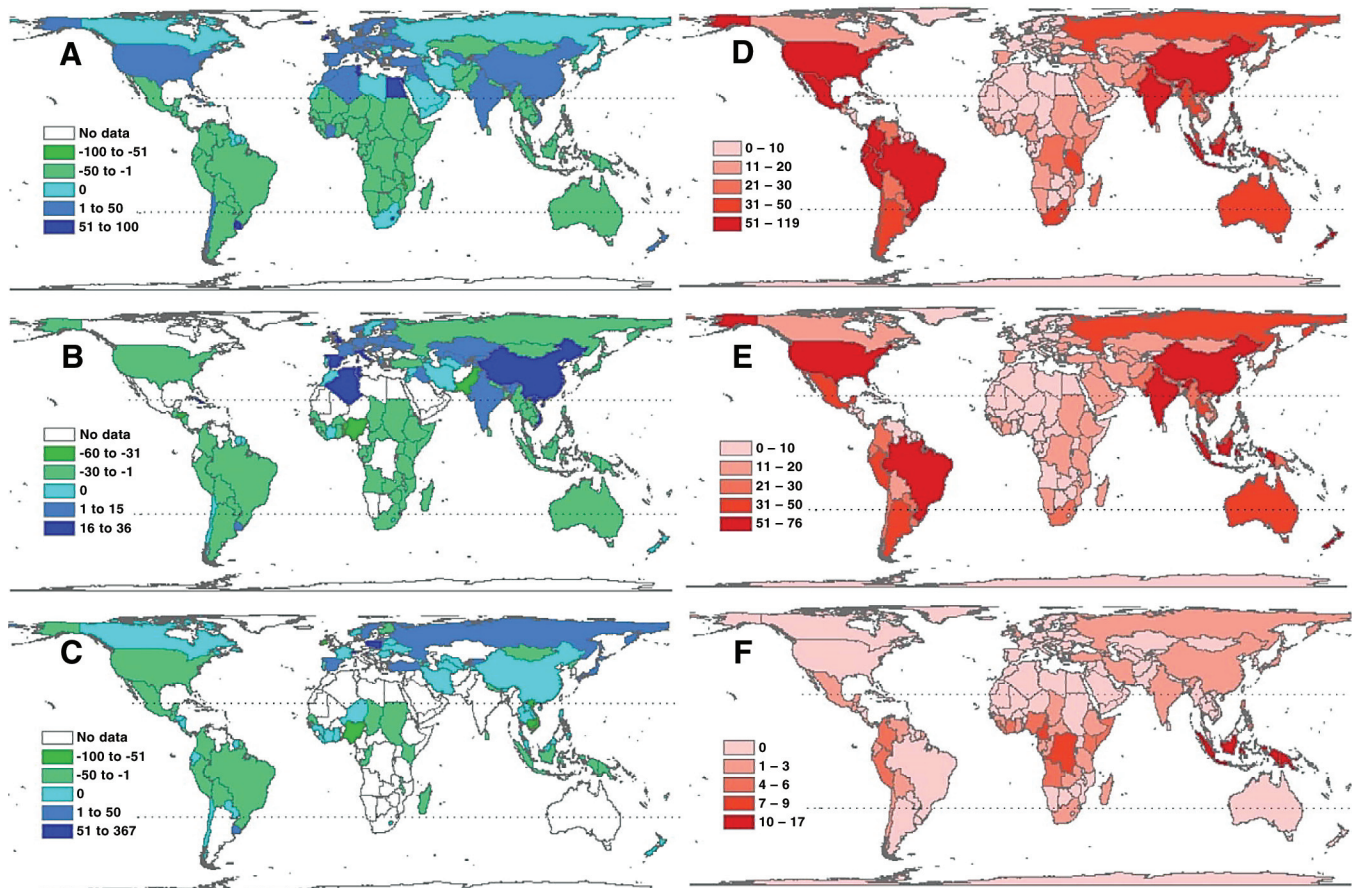 A
No data
-100 to -51
-50 to -1
0
1 to 50
51 to 100
D
0 – 10
11 – 20
21 – 30
31 – 50
51 – 119
B
No data
-60 to -31
-30 to -1
0
1 to 15
16 to 36
E
0 – 10
11 – 20
21 – 30
31 – 50
51 – 76
C
No data
-100 to -51
-50 to -1
0
1 to 50
51 to 367
F
0
1 – 3
4 – 6
7 – 9
10 – 17